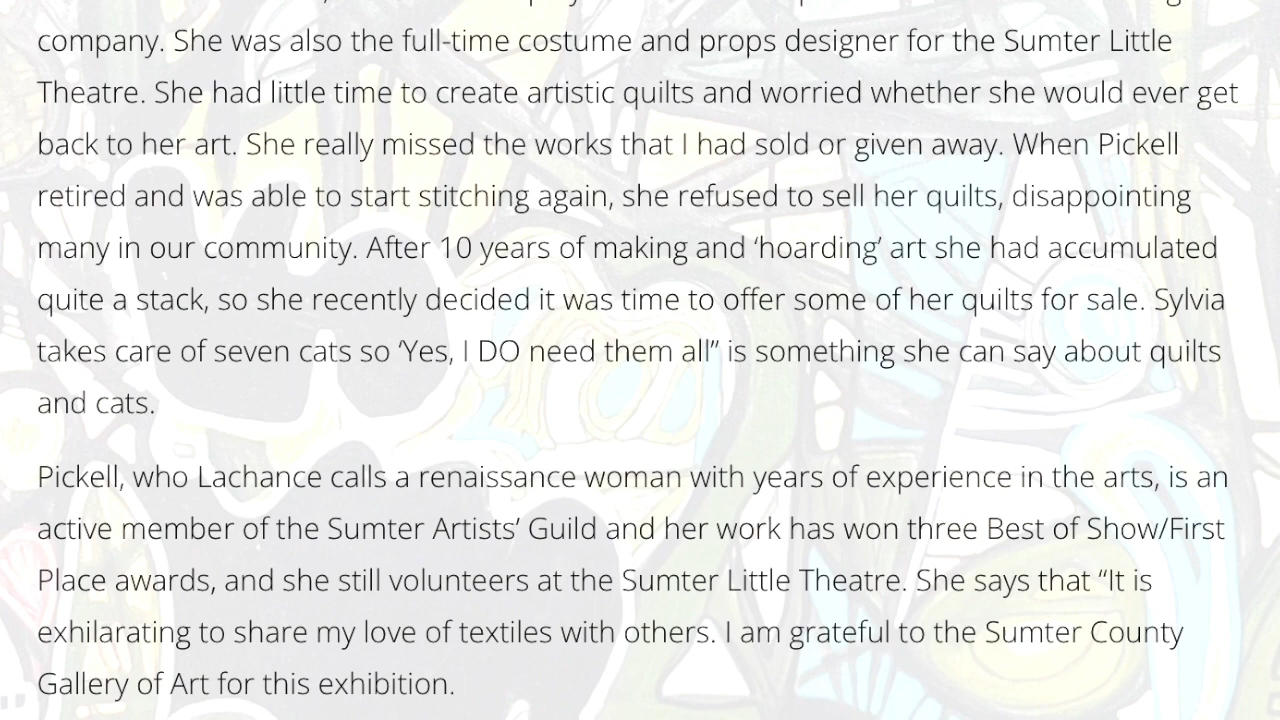 company. She was also the full-time costume and props designer for the Sumter Little
Theatre. She had little time to create artistic quilts and worried whether she would ever get
back to her art. She really missed the works that I had sold or given away. When Pickell
retired and was able to start stitching again, she refused to sell her quilts, disappointing
many in our community. After 10 years of making and ‘hoarding’ art she had accumulated
quite a stack, so she recently decided it was time to offer some of her quilts for sale. Sylvia
takes care of seven cats so ‘Yes, I DO need them all” is something she can say about quilts
and cats.
Pickell, who Lachance calls a renaissance woman with years of experience in the arts, is an
active member of the Sumter Artists’ Guild and her work has won three Best of Show/First
Place awards, and she still volunteers at the Sumter Little Theatre. She says that “It is
exhilarating to share my love of textiles with others. I am grateful to the Sumter County
Gallery of Art for this exhibition.